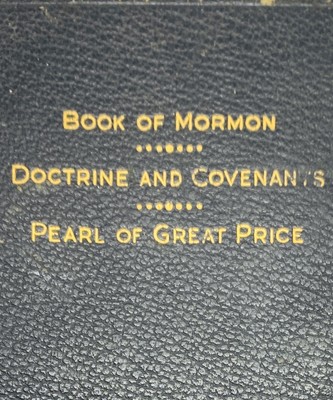 BOOK OF MORMON
DOCTRINE AND COVENANTS
PEARL OF GREAT PRICE